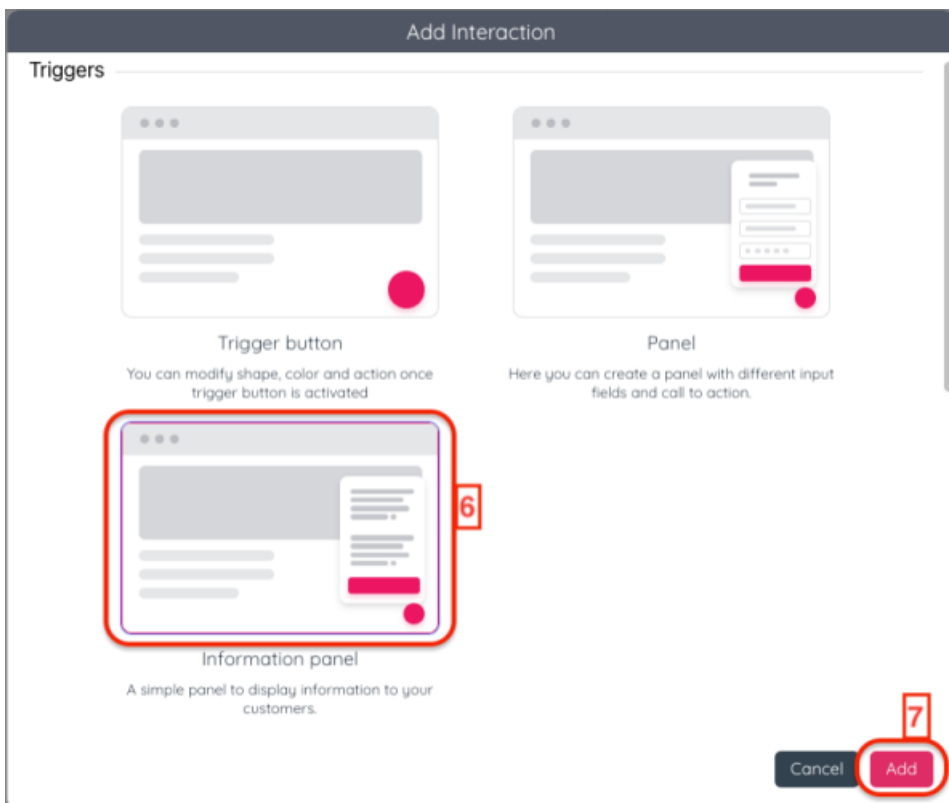 Add Interaction
Triggers
Trigger button
You can modify shape, color and action once
trigger button is activated
Panel
Here you can create a panel with different input
fields and call to action.
6
Information panel
A simple panel to display information to your
customers.
7
Cancel
Add